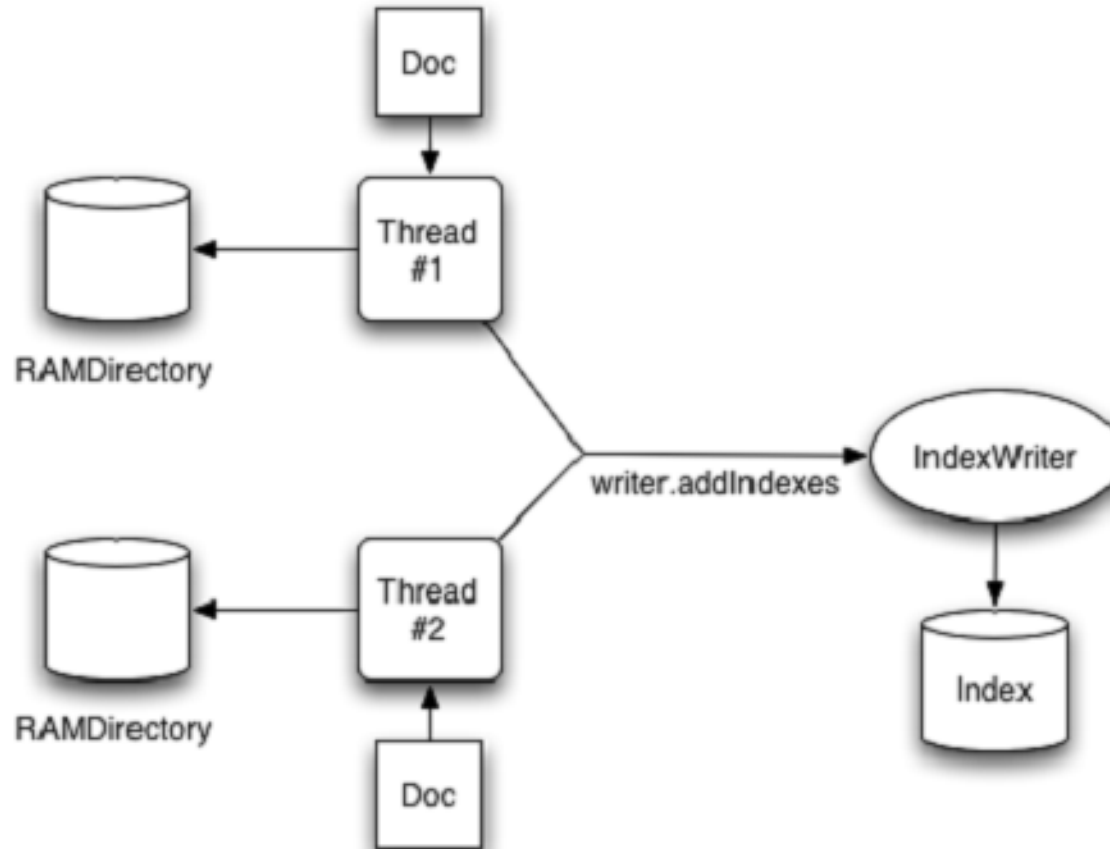 Doc
Thread
#1
RAMDirectory
writer.addIndexes
IndexWriter
Thread
#2
Index
RAMDirectory
Doc